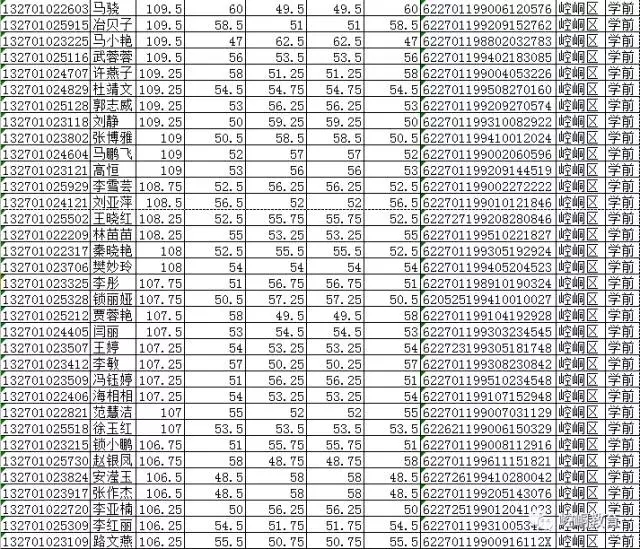 132701022603 马骁 109.5 60 49.5 49.5 60 622701199006120576 崆峒区 学前
132701029215 冶贝子 109.5 58.5 51 51 58.5 622701199209152762 崆峒区 学前
132701023225 马小艳 109.5 47 62.5 62.5 47 622701198802032783 崆峒区 学前
132701025116 武蓉蓉 109.5 56 53.5 53.5 56 622701199402183085 崆峒区 学前
132701024707 许燕子 109.25 58 51.25 51.25 58 622701199004053226 崆峒区 学前
132701024829 杜靖文 109.25 54.5 54.75 54.75 54.5 622701199508270160 崆峒区 学前
132701025128 郭志威 109.25 53 56.25 56.25 53 622701199209270574 崆峒区 学前
132701023118 刘静 109.25 50 59.25 59.25 50 622701199310082922 崆峒区 学前
132701023802 张博雅 109 50.5 58.5 58.5 50.5 622701199410012024 崆峒区 学前
132701024604 马鹏飞 109 52 57 57 52 622701199002060596 崆峒区 学前
132701023121 高恒 109 53 56 56 53 622701199209144519 崆峒区 学前
132701025929 李雪芸 108.75 52.5 56.25 56.25 52.5 622701199002272222 崆峒区 学前
132701024121 刘亚萍 108.5 56.5 52 52 56.5 622701199010121846 崆峒区 学前
132701025502 王晓红 108.25 52.5 55.75 55.75 52.5 622727199208280846 崆峒区 学前
132701022209 林苗苗 108.25 55 53.25 53.25 55 622701199510221827 崆峒区 学前
132701022317 秦晓艳 108 52.5 55.5 55.5 52.5 622701199305192924 崆峒区 学前
132701023706 樊妙玲 108 54 54 54 54 622701199405204523 崆峒区 学前
132701023325 李彤 107.75 51 56.75 56.75 51 622701198910190324 崆峒区 学前
132701025328 锁丽娅 107.75 50.5 57.25 57.25 50.5 620525199410010027 崆峒区 学前
132701025212 贾蓉艳 107.5 58 49.5 49.5 58 622701199104192928 崆峒区 学前
132701024405 闫丽 107.5 53 54.5 54.5 53 622701199303234545 崆峒区 学前
132701023507 王婷 107.25 54 53.25 53.25 54 622723199305181748 崆峒区 学前
132701023412 李敏 107.25 57 50.25 50.25 57 622701199308230842 崆峒区 学前
132701023509 冯钰婷 107.25 51 56.25 56.25 51 622701199510234548 崆峒区 学前
132701022406 海相相 107.25 54 53.25 53.25 54 622701199107152948 崆峒区 学前
132701022821 范慧洁 107 55 52 52 55 622701199007031129 崆峒区 学前
132701025518 徐玉红 107 53.5 53.5 53.5 53.5 622621199006150329 崆峒区 学前
132701023215 锁小鹏 106.75 51 55.75 55.75 51 622701199008112916 崆峒区 学前
132701025730 赵银凤 106.75 58 48.75 48.75 58 622701199611151821 崆峒区 学前
132701023824 安滢玉 106.5 48.5 58 58 48.5 622726199410280042 崆峒区 学前
132701023917 张作杰 106.5 48.5 58 58 48.5 622701199205143076 崆峒区 学前
132701022720 李亚楠 106.25 50 56.25 56.25 50 622725199012041023 崆峒区 学前
132701025309 李红丽 106.25 54.5 51.75 51.75 54.5 崆峒区 学前
132701023109 路文燕 106.25 55.5 50.75 50.75 55.5 62270119900916112X 崆峒区 学前
崆峒教育